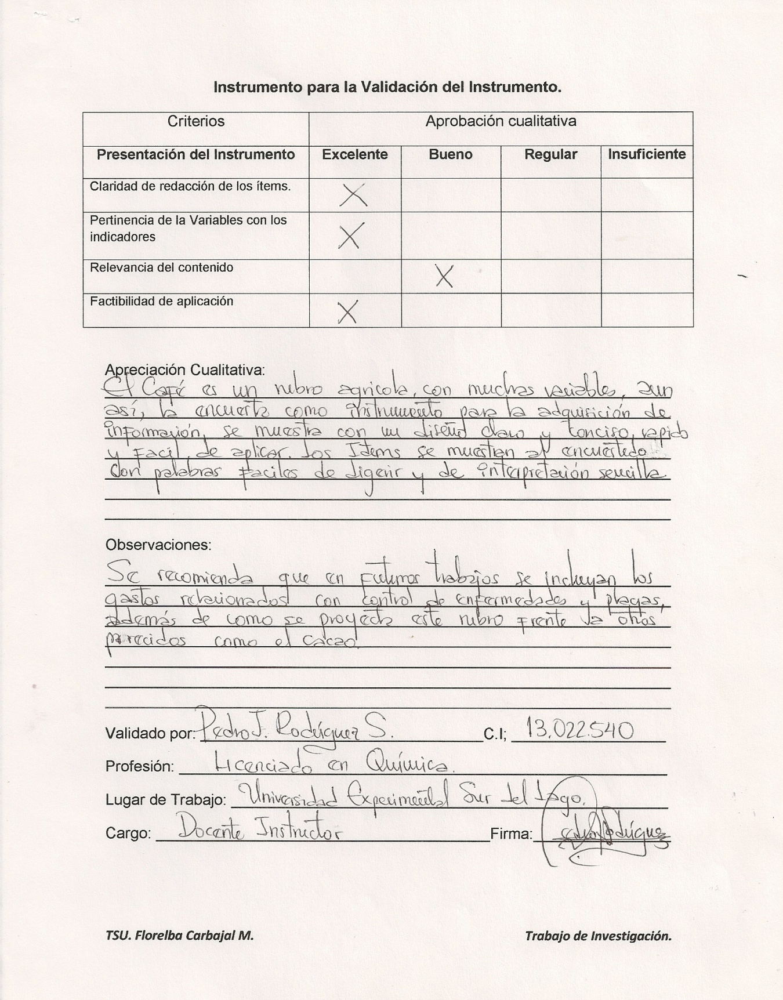 Instrumento para la Validación del Instrumento.
Criterios Aprobación cualitativa
Presentación del Instrumento Excelente Bueno Regular Insuficiente
Claridad de redacción de los ítems. X
Pertinencia de la Variables con los
indicadores X
Relevancia del contenido X
Factibilidad de aplicación X
Apreciación Cualitativa:
El Café es un rubro agricola, con muchas variables, aun
así, la encuesta como instrumento para la adquisición de
información, se muestra con un diseño claro y conciso, rapido
y Facil de aplicar. Los Items se muestran al encuestado
con palabras faciles de digerir y de interpretación sencilla
Observaciones:
Se recomienda que en Futuros trabajos se incluyan los
gastos relacionados con control de enfermedades y plagas,
además de como se proyecta este rubro Frente a otros
parecidos como el cacao
Validado por: Pedro J. Rodríguez S. C.I; 13.022.540
Profesión: Licenciado en Química.
Lugar de Trabajo: Universidad Experimental Sur del Lago.
Cargo: Docente Instructor Firma: Rodríguez
TSU. Florelba Carbajal M. Trabajo de Investigación.